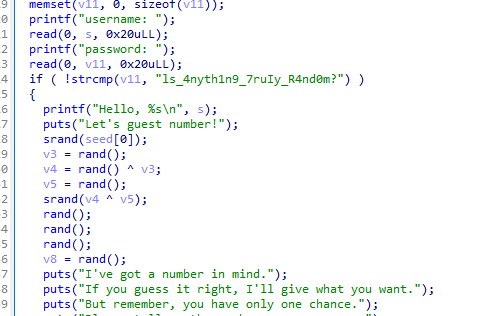 9 memset(v11, 0, sizeof(v11));
0 printf("username: ");
1 read(0, s, 0x20uLL);
2 printf("password: ");
3 read(0, v11, 0x20uLL);
4 if ( !strcmp(v11, "ls_4nyth1n9_7ruIy_R4nd0m?") )
5 {
6 printf("Hello, %s\n", s);
7 puts("Let's guest number!");
8 srand(seed[0]);
9 v3 = rand();
0 v4 = rand() ^ v3;
1 v5 = rand();
2 srand(v4 ^ v5);
3 rand();
4 rand();
5 rand();
6 v8 = rand();
7 puts("I've got a number in mind.");
8 puts("If you guess it right, I'll give what you want.");
9 puts("But remember, you have only one chance.");